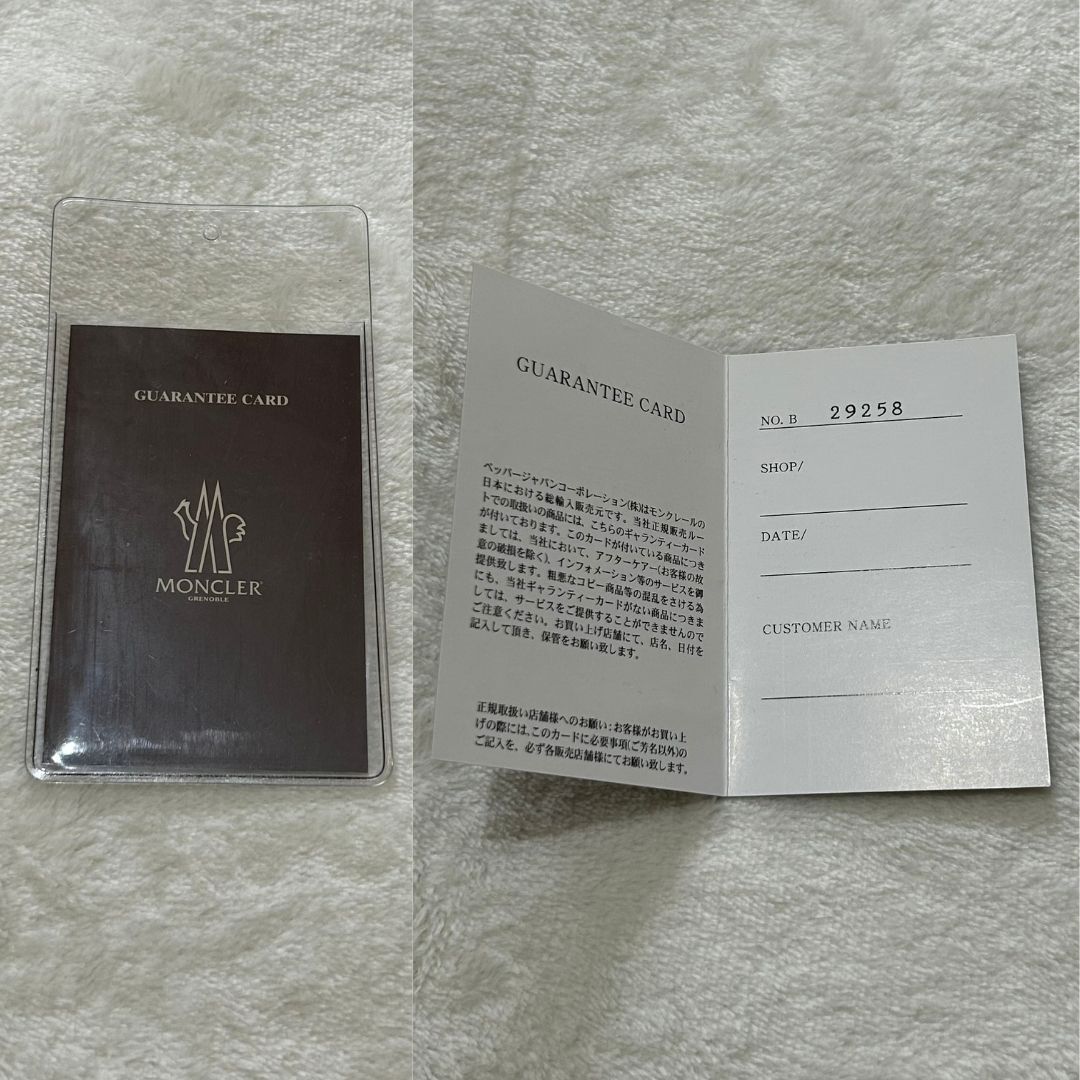 GUARANTEE CARD
MONCLER
GRENOBLE
GUARANTEE CARD
ペッパージャパンコーポレーション(株)はモンクレールの
日本における総輸入販売元です。当社正規販売ルー
トでの取扱いの商品には、こちらのギャランティーカード
が付いております。このカードが付いている商品につき
ましては、当社において、アフターケアー(お客様の故
意の破損を除く)、インフォメーション等のサービスを御
提供致します。粗悪なコピー商品等の混乱をさける為
にも、当社ギャランティーカードがない商品につきま
しては、サービスをご提供することができませんので
ご注意ください。お買い上げ店舗にて、店名、日付を
記入して頂き、保管をお願い致します。
正規取扱い店舗様へのお願い：お客様がお買い上
げの際には、このカードに必要事項(ご芳名以外)の
ご記入を、必ず各販売店舗様にてお願い致します。
NO. B 29258
SHOP/
DATE/
CUSTOMER NAME